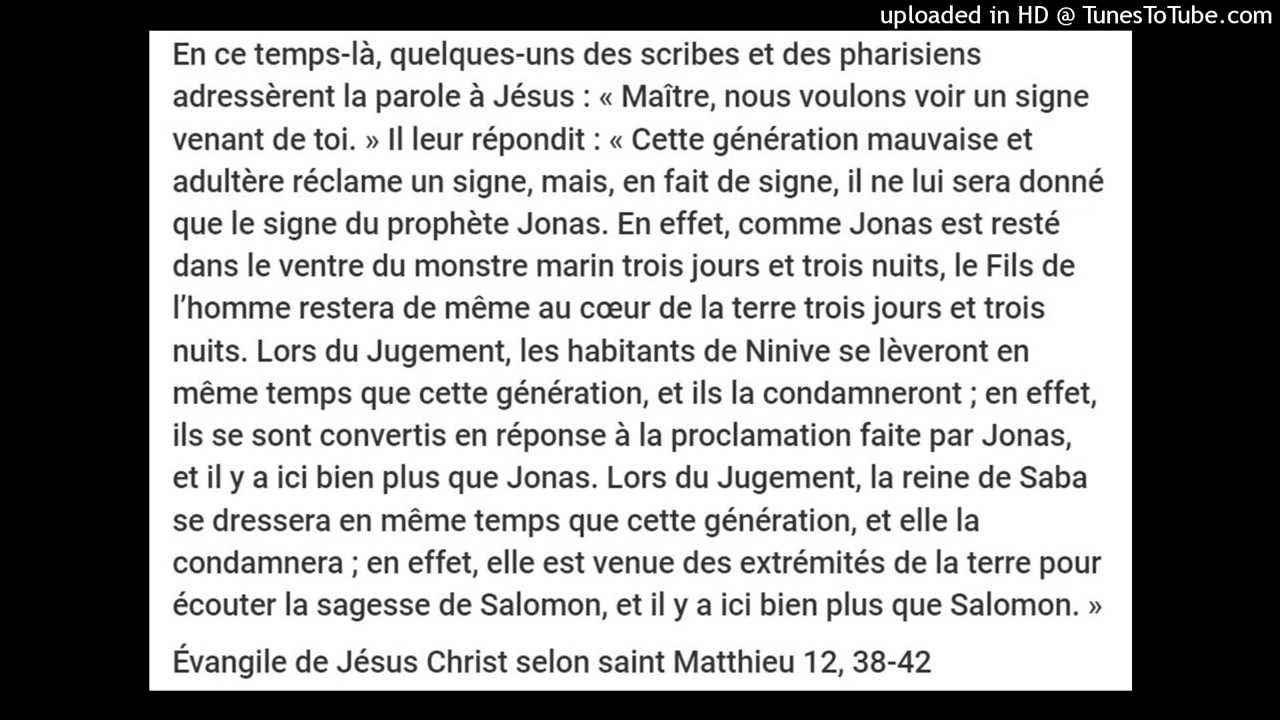 uploaded in HD @ TunesToTube.com
En ce temps-là, quelques-uns des scribes et des pharisiens
adressèrent la parole à Jésus : « Maître, nous voulons voir un signe
venant de toi. » Il leur répondit : « Cette génération mauvaise et
adultère réclame un signe, mais, en fait de signe, il ne lui sera donné
que le signe du prophète Jonas. En effet, comme Jonas est resté
dans le ventre du monstre marin trois jours et trois nuits, le Fils de
l’homme restera de même au cœur de la terre trois jours et trois
nuits. Lors du Jugement, les habitants de Ninive se lèveront en
même temps que cette génération, et ils la condamneront ; en effet,
ils se sont convertis en réponse à la proclamation faite par Jonas,
et il y a ici bien plus que Jonas. Lors du Jugement, la reine de Saba
se dressera en même temps que cette génération, et elle la
condamnera ; en effet, elle est venue des extrémités de la terre pour
écouter la sagesse de Salomon, et il y a ici bien plus que Salomon. »
Évangile de Jésus Christ selon saint Matthieu 12, 38-42